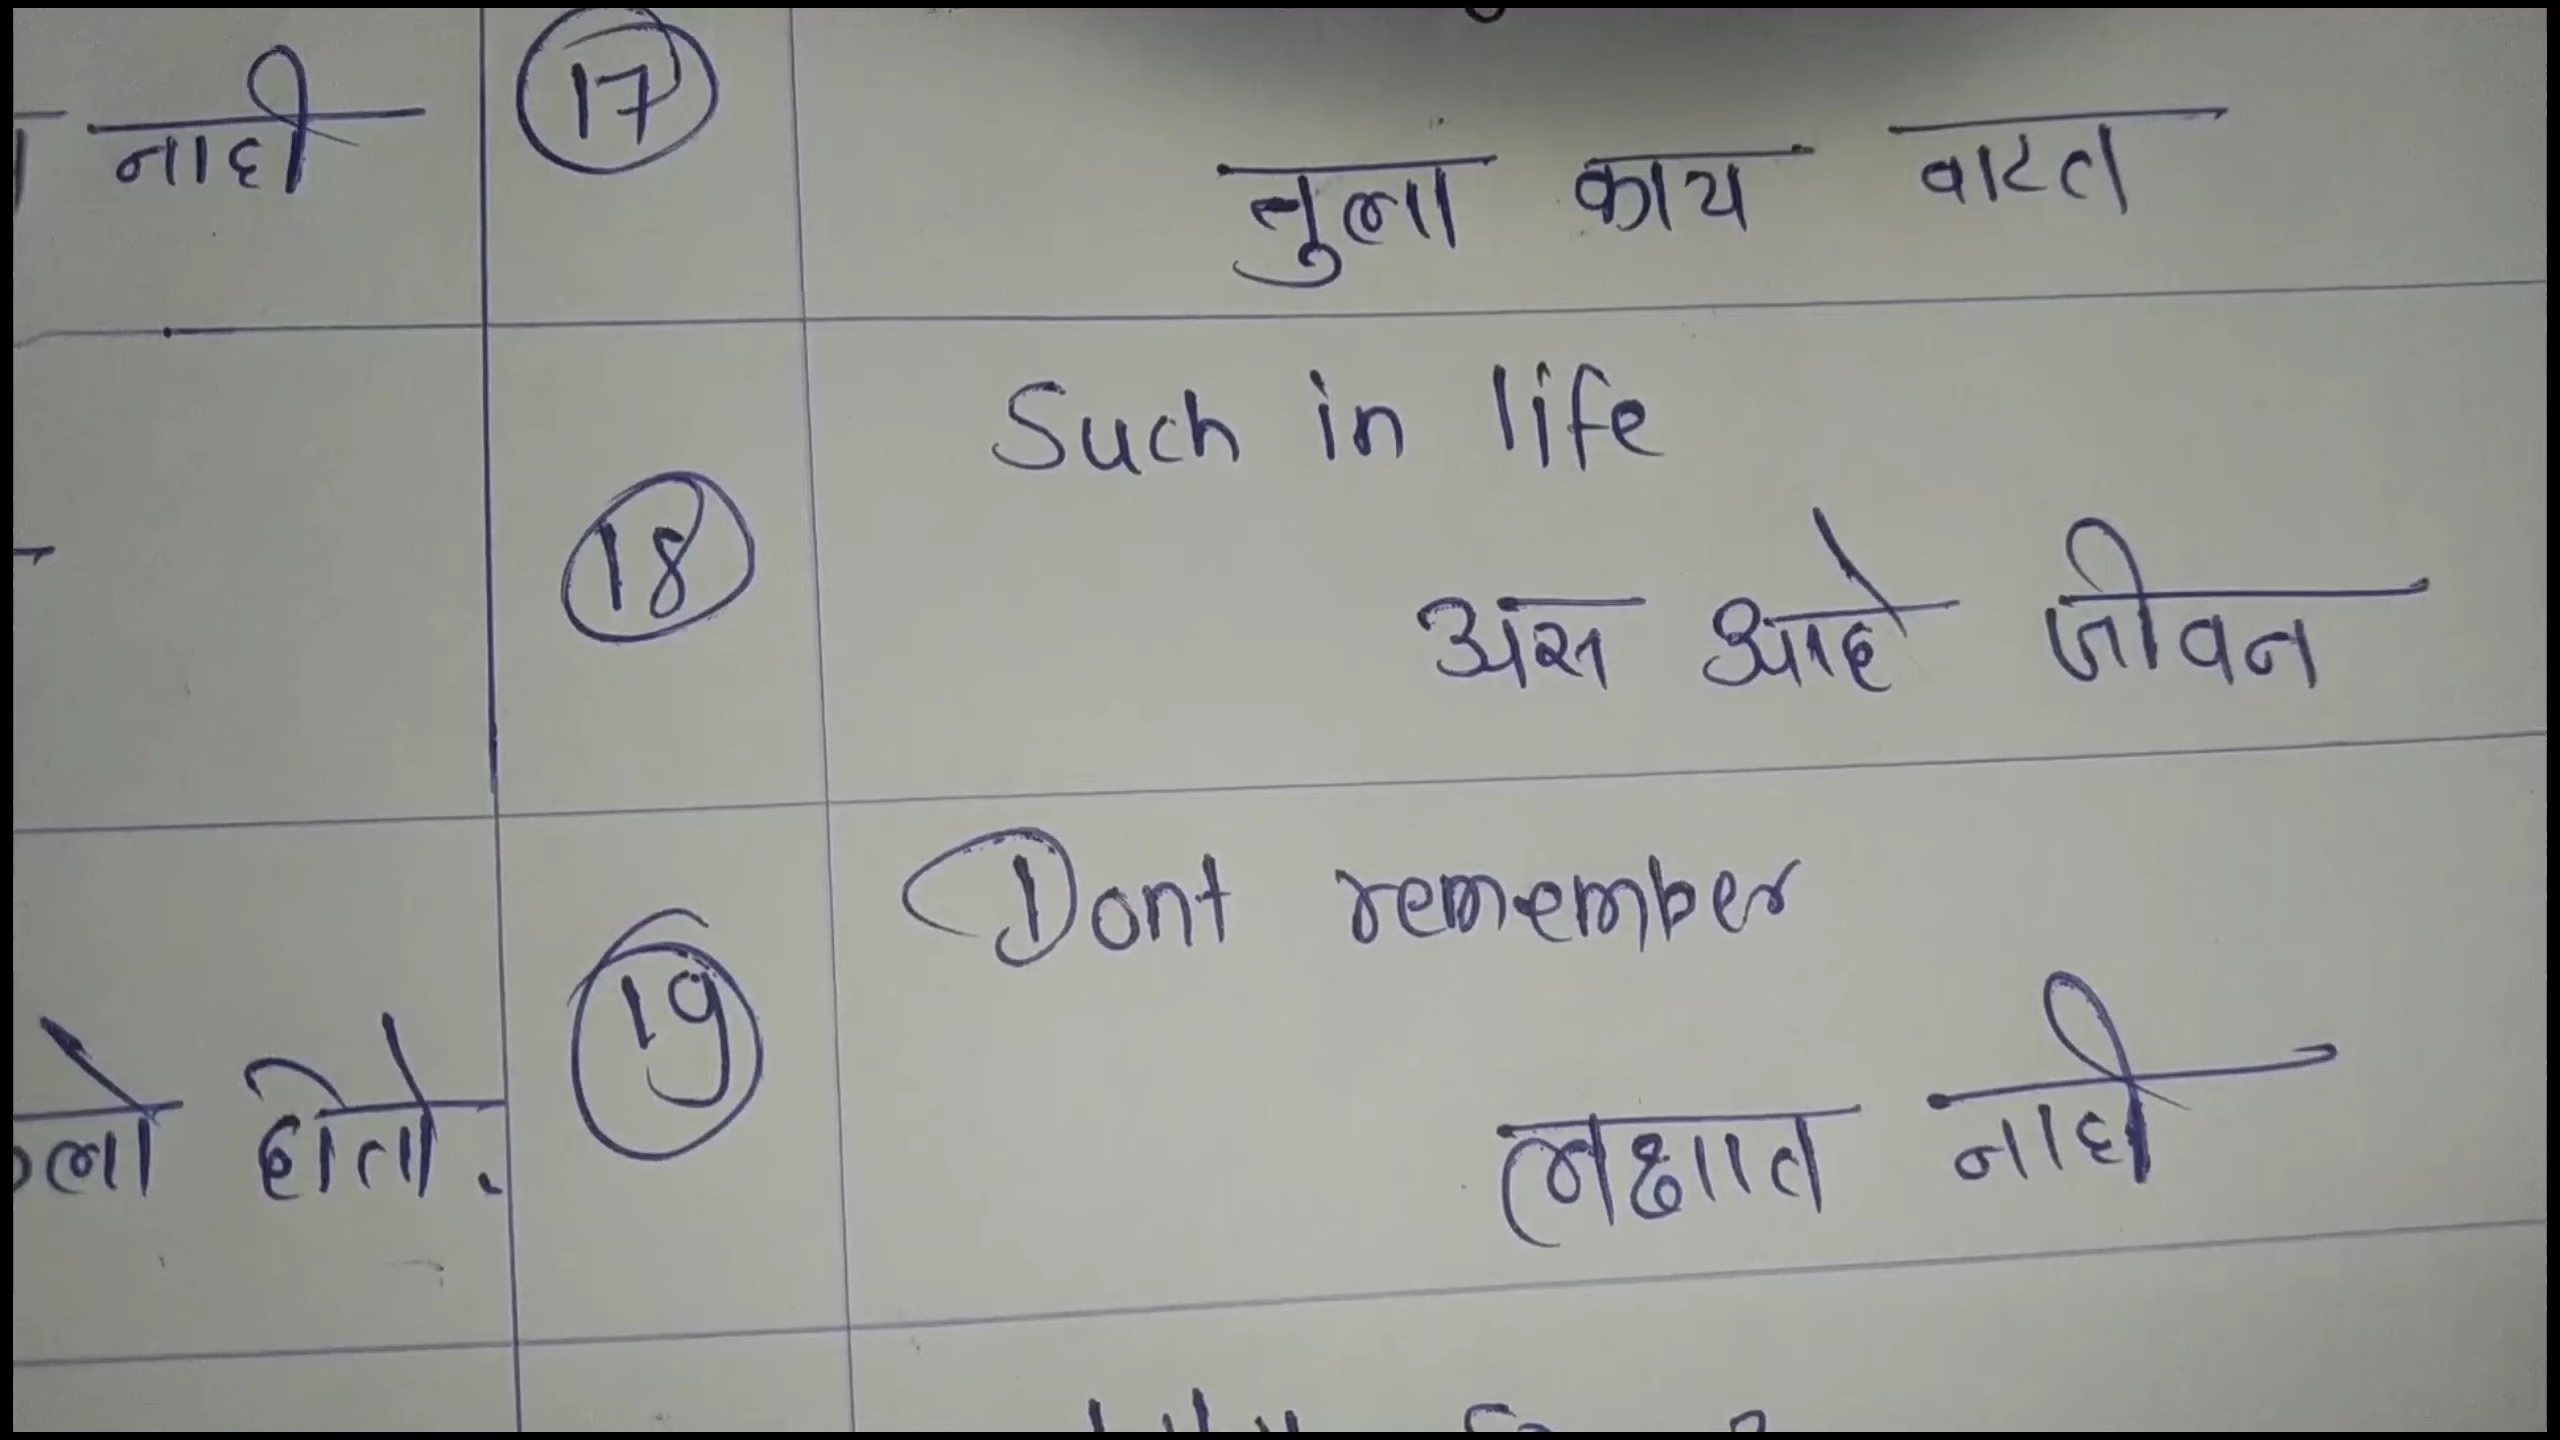 नाही
17
तुला काय वाटत
Such in life
18
अस आहे जीवन
Dont remember
19
होतो.
लक्षात नाही